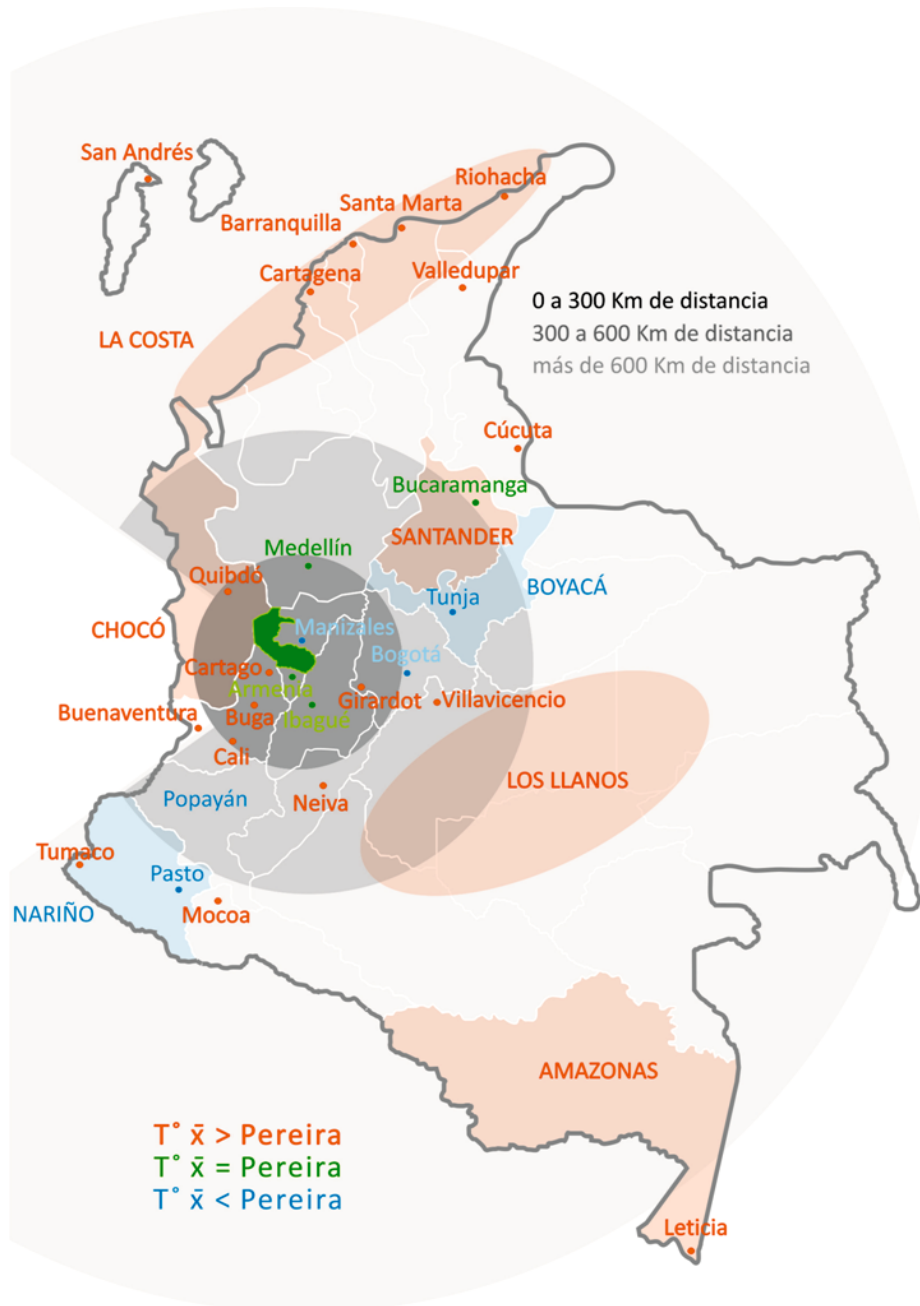 San Andrés
Riohacha
Santa Marta
Barranquilla
Cartagena
Valledupar
0 a 300 Km de distancia
300 a 600 Km de distancia
más de 600 Km de distancia
LA COSTA
Cúcuta
Bucaramanga
SANTANDER
Medellín
Quibdó
BOYACÁ
Tunja
CHOCÓ
Manizales
Bogotá
Cartago
Armenia
Girardot
Villavicencio
Buenaventura
Buga
Ibagué
Cali
LOS LLANOS
Popayán
Neiva
Tumaco
Pasto
NARIÑO
Mocoa
AMAZONAS
T° x̄ > Pereira
T° x̄ = Pereira
T° x̄ < Pereira
Leticia